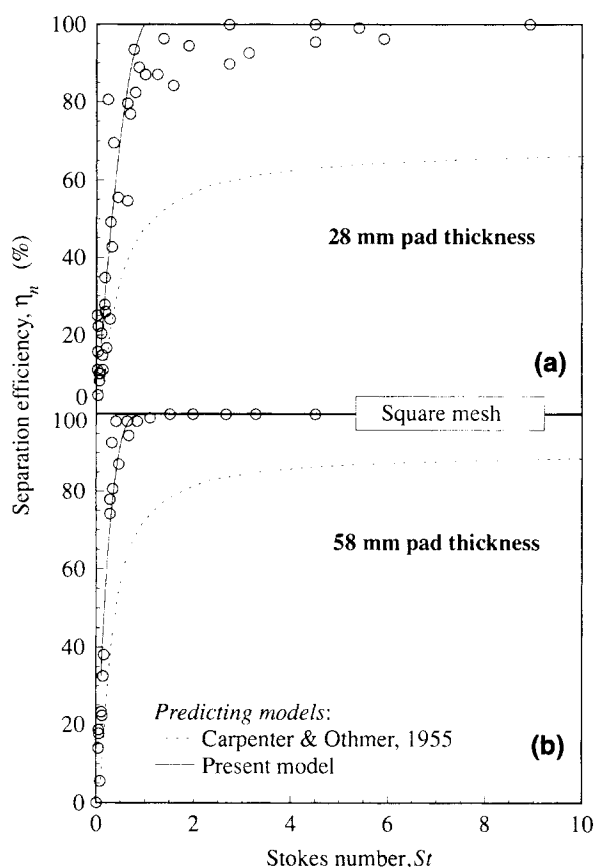 100
80
60
40
20
0
28 mm pad thickness
(a)
Separation efficiency, ηn (%)
Square mesh
100
80
60
40
20
0
58 mm pad thickness
Predicting models:
Carpenter & Othmer, 1955
Present model
(b)
0 2 4 6 8 10
Stokes number, St